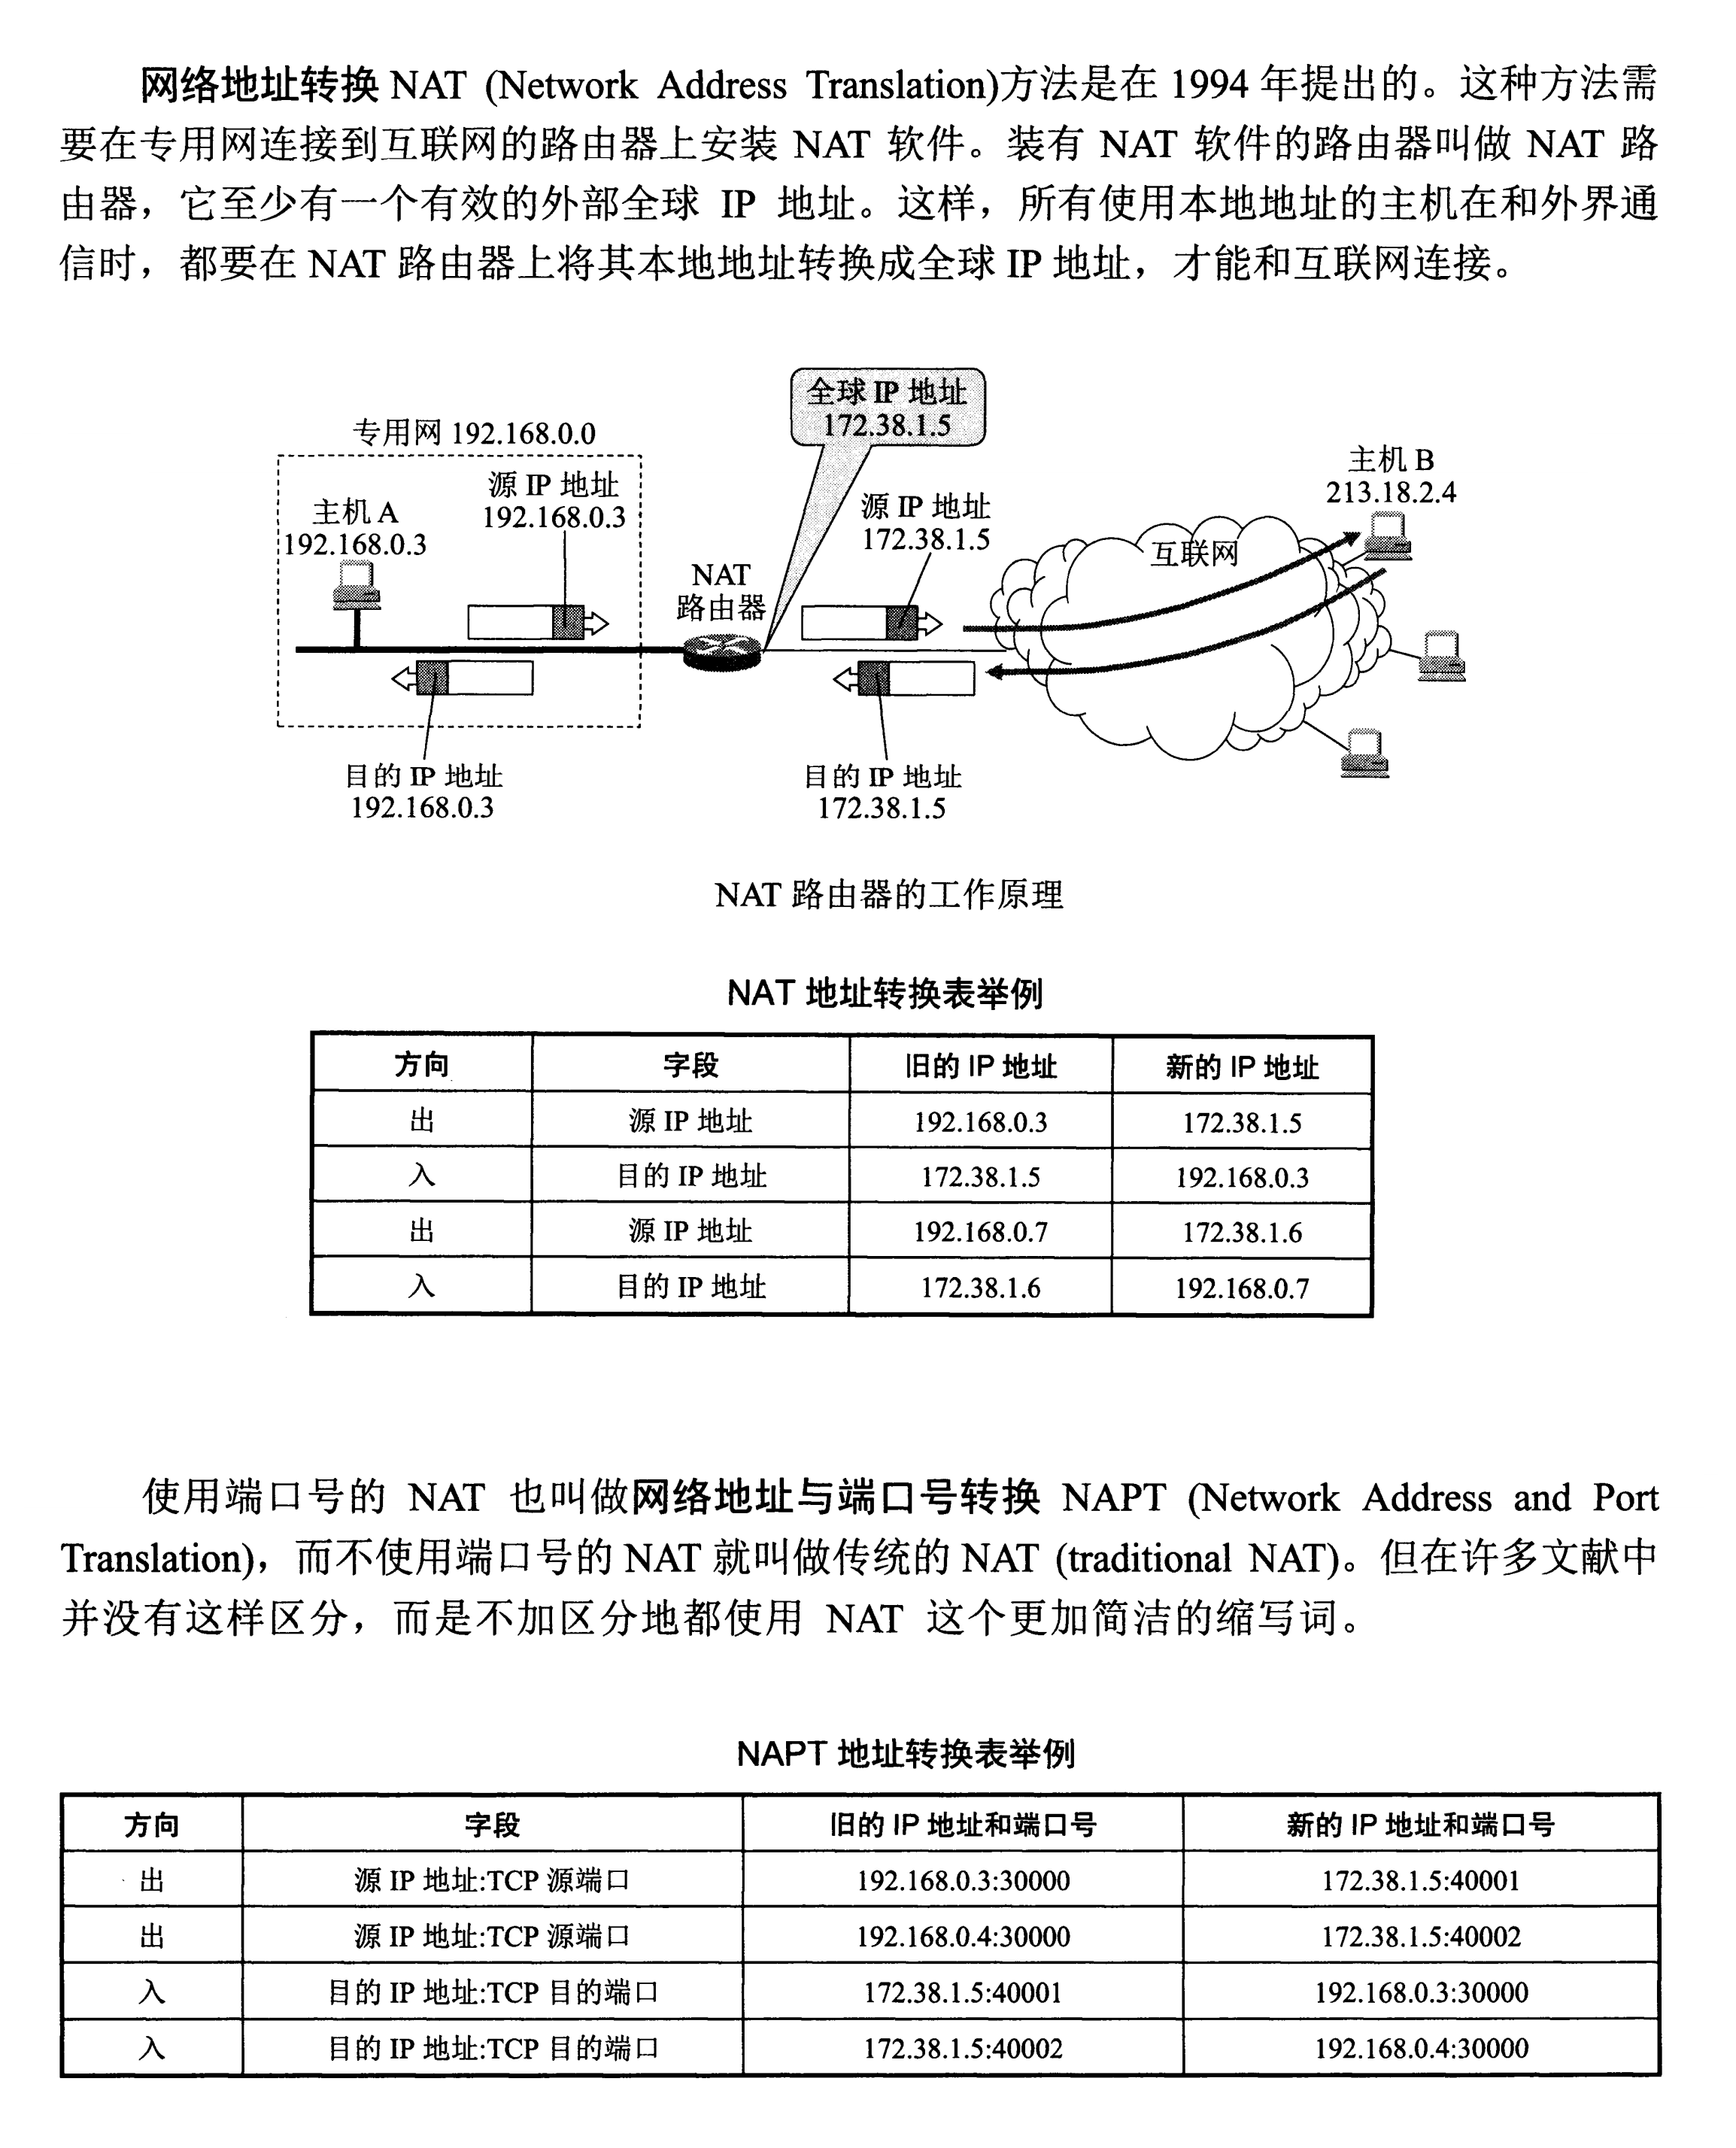 网络地址转换 NAT (Network Address Translation)方法是在 1994 年提出的。这种方法需
要在专用网连接到互联网的路由器上安装 NAT 软件。装有 NAT 软件的路由器叫做 NAT 路
由器，它至少有一个有效的外部全球 IP 地址。这样，所有使用本地地址的主机在和外界通
信时，都要在 NAT 路由器上将其本地地址转换成全球 IP 地址，才能和互联网连接。
全球 IP 地址
172.38.1.5
专用网 192.168.0.0
主机 A
192.168.0.3
源 IP 地址
192.168.0.3
NAT
路由器
源 IP 地址
172.38.1.5
互联网
主机 B
213.18.2.4
目的 IP 地址
192.168.0.3
目的 IP 地址
172.38.1.5
NAT 路由器的工作原理
NAT 地址转换表举例
方向 字段 旧的 IP 地址 新的 IP 地址
出 源 IP 地址 192.168.0.3 172.38.1.5
入 目的 IP 地址 172.38.1.5 192.168.0.3
出 源 IP 地址 192.168.0.7 172.38.1.6
入 目的 IP 地址 172.38.1.6 192.168.0.7
使用端口号的 NAT 也叫做网络地址与端口号转换 NAPT (Network Address and Port
Translation)，而不使用端口号的 NAT 就叫做传统的 NAT (traditional NAT)。但在许多文献中
并没有这样区分，而是不加区分地都使用 NAT 这个更加简洁的缩写词。
NAPT 地址转换表举例
方向 字段 旧的 IP 地址和端口号 新的 IP 地址和端口号
出 源 IP 地址:TCP 源端口 192.168.0.3:30000 172.38.1.5:40001
出 源 IP 地址:TCP 源端口 192.168.0.4:30000 172.38.1.5:40002
入 目的 IP 地址:TCP 目的端口 172.38.1.5:40001 192.168.0.3:30000
入 目的 IP 地址:TCP 目的端口 172.38.1.5:40002 192.168.0.4:30000